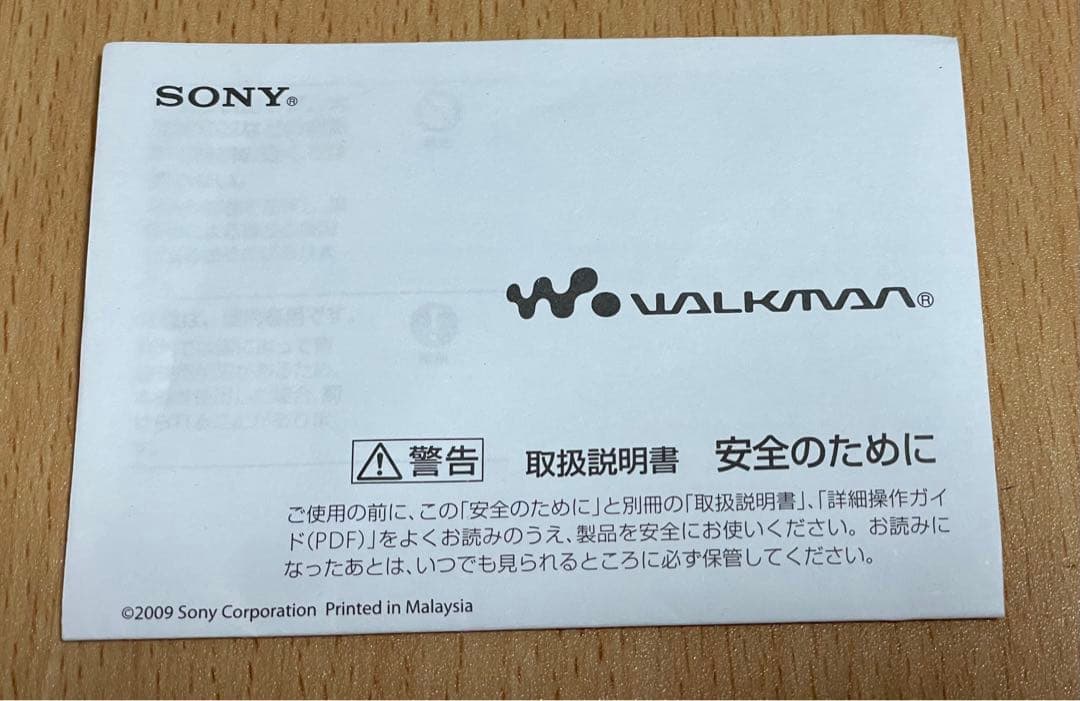 SONY®
WALKMAN®
警告 取扱説明書 安全のために
ご使用の前に、この「安全のために」と別冊の「取扱説明書」、「詳細操作ガイ
ド(PDF)」をよくお読みのうえ、製品を安全にお使いください。お読みに
なったあとは、いつでも見られるところに必ず保管してください。
©2009 Sony Corporation Printed in Malaysia